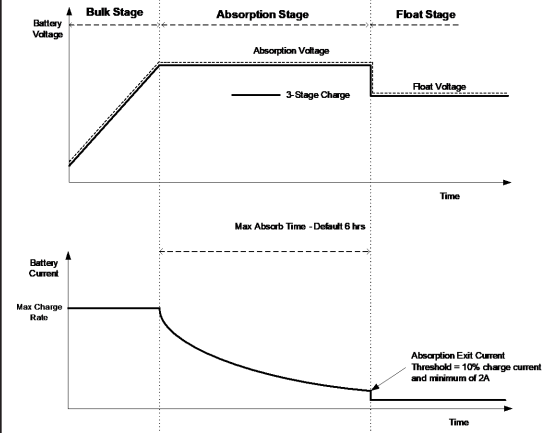 Bulk Stage
Absorption Stage
Float Stage
Battery
Voltage
Absorption Voltage
Float Voltage
3-Stage Charge
Time
Max Absorb Time - Default 6 hrs
Battery
Current
Max Charge
Rate
Absorption Exit Current
Threshold = 10% charge current
and minimum of 2A
Time